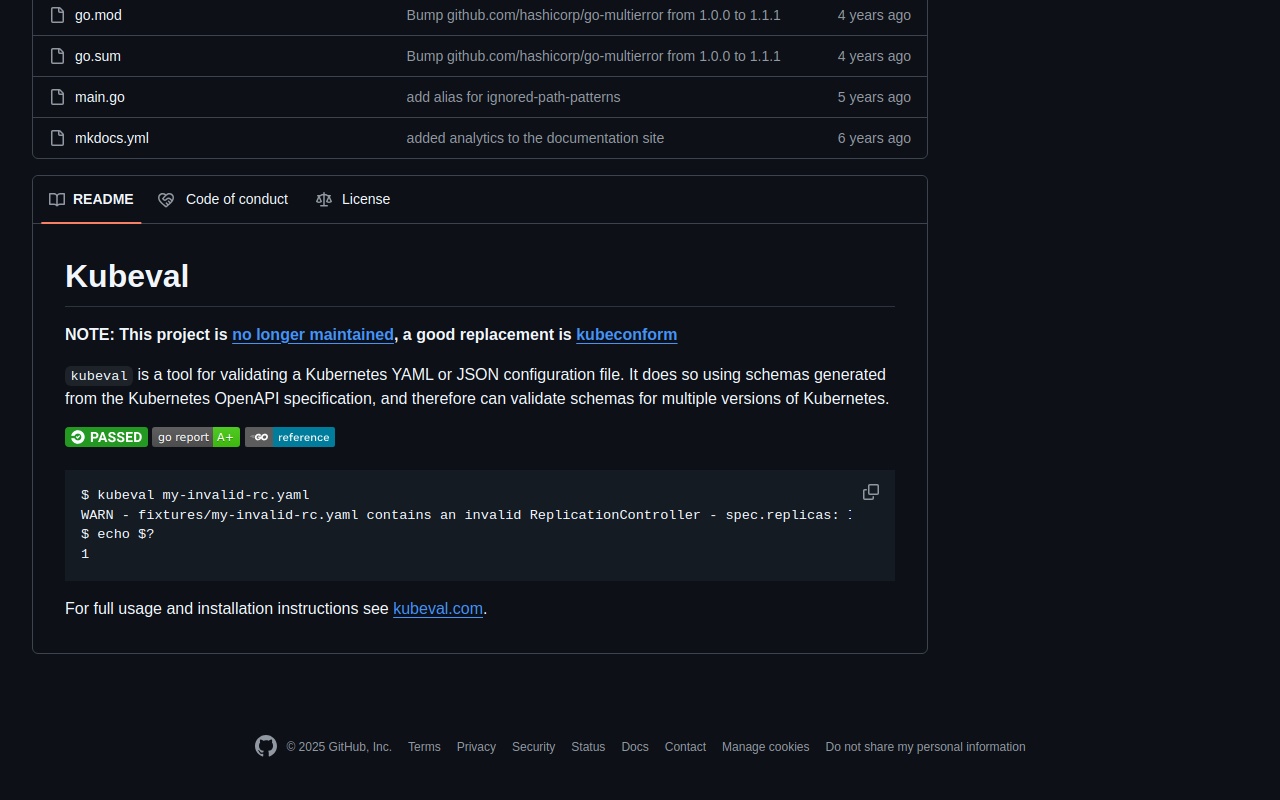 go.mod Bump github.com/hashicorp/go-multierror from 1.0.0 to 1.1.1 4 years ago
go.sum Bump github.com/hashicorp/go-multierror from 1.0.0 to 1.1.1 4 years ago
main.go add alias for ignored-path-patterns 5 years ago
mkdocs.yml added analytics to the documentation site 6 years ago
README Code of conduct License
Kubeval
NOTE: This project is no longer maintained, a good replacement is kubeconform
kubeval is a tool for validating a Kubernetes YAML or JSON configuration file. It does so using schemas generated
from the Kubernetes OpenAPI specification, and therefore can validate schemas for multiple versions of Kubernetes.
PASSED go report A+ GO reference
$ kubeval my-invalid-rc.yaml
WARN - fixtures/my-invalid-rc.yaml contains an invalid ReplicationController - spec.replicas:
$ echo $?
1
For full usage and installation instructions see kubeval.com.
© 2025 GitHub, Inc. Terms Privacy Security Status Docs Contact Manage cookies Do not share my personal information